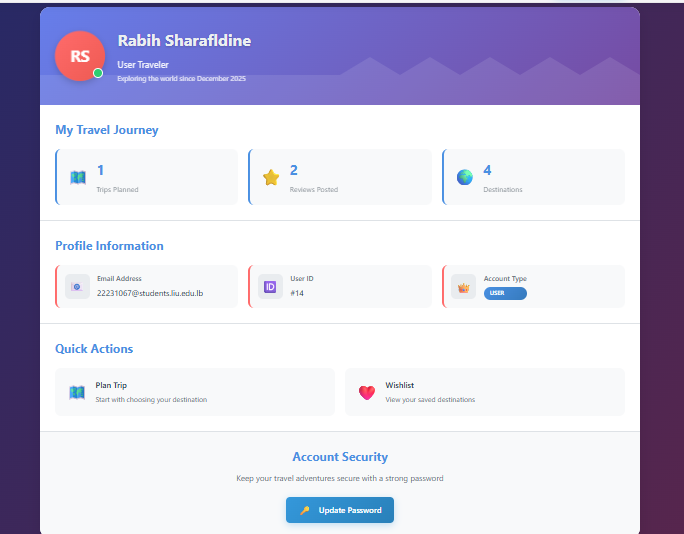 RS
Rabih Sharafldine
User Traveler
Exploring the world since December 2025
My Travel Journey
1
Trips Planned
2
Reviews Posted
4
Destinations
Profile Information
Email Address
22231067@students.liu.edu.lb
ID
User ID
#14
Account Type
USER
Quick Actions
Plan Trip
Start with choosing your destination
Wishlist
View your saved destinations
Account Security
Keep your travel adventures secure with a strong password
Update Password